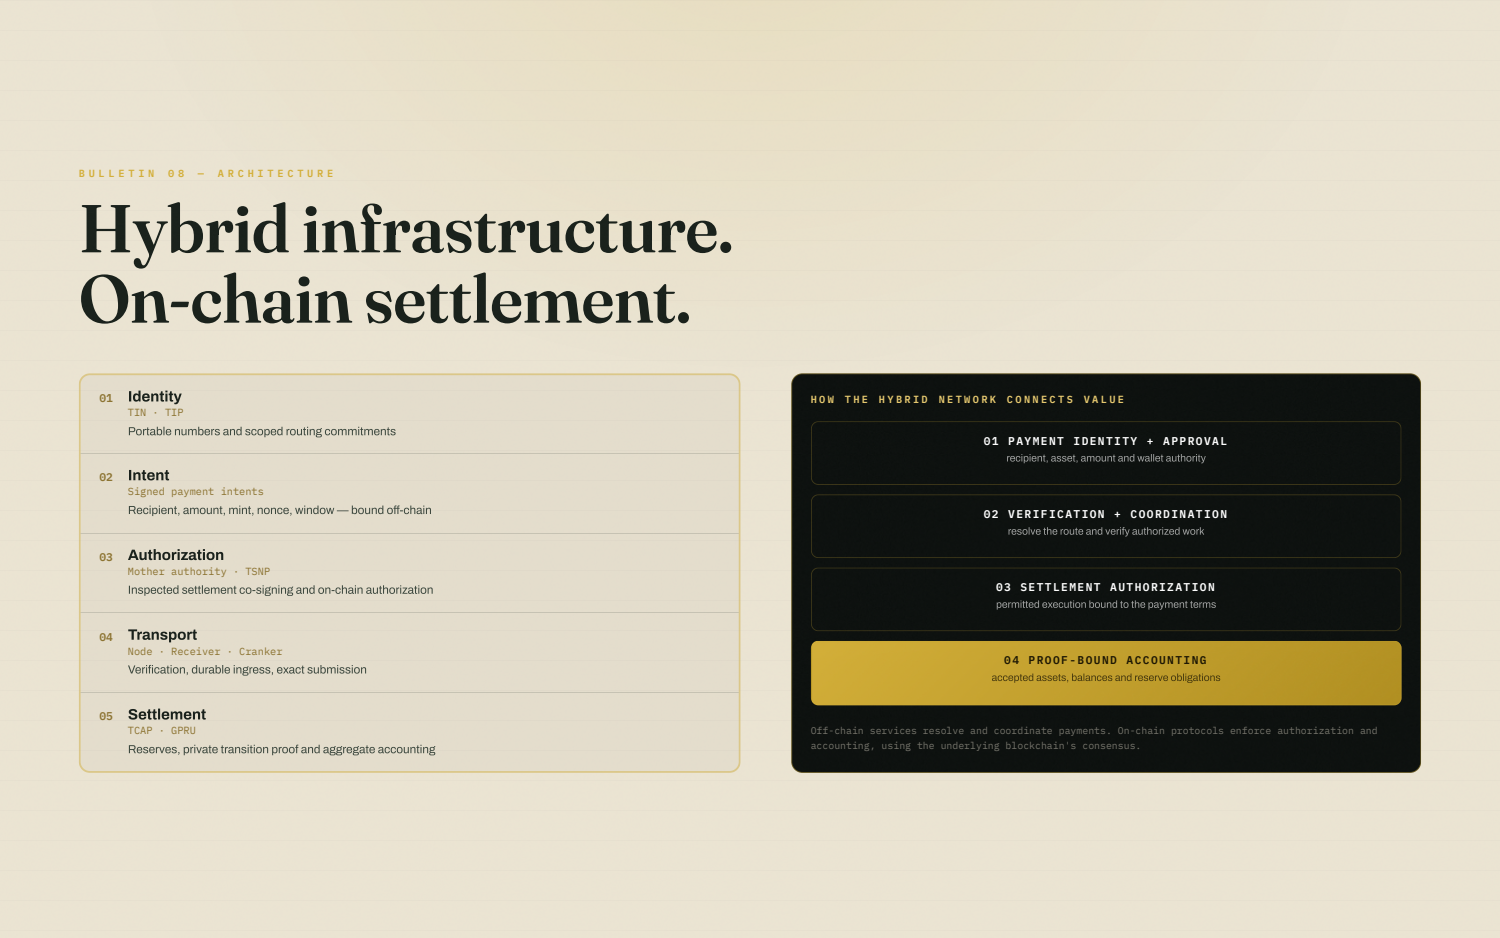 BULLETIN 08 — ARCHITECTURE
Hybrid infrastructure.
On-chain settlement.
01 Identity
TIN · TIP
Portable numbers and scoped routing commitments
02 Intent
Signed payment intents
Recipient, amount, mint, nonce, window — bound off-chain
03 Authorization
Mother authority · TSNP
Inspected settlement co-signing and on-chain authorization
04 Transport
Node · Receiver · Cranker
Verification, durable ingress, exact submission
05 Settlement
TCAP · GPRU
Reserves, private transition proof and aggregate accounting
HOW THE HYBRID NETWORK CONNECTS VALUE
01 PAYMENT IDENTITY + APPROVAL
recipient, asset, amount and wallet authority
02 VERIFICATION + COORDINATION
resolve the route and verify authorized work
03 SETTLEMENT AUTHORIZATION
permitted execution bound to the payment terms
04 PROOF-BOUND ACCOUNTING
accepted assets, balances and reserve obligations
Off-chain services resolve and coordinate payments. On-chain protocols enforce authorization and
accounting, using the underlying blockchain's consensus.